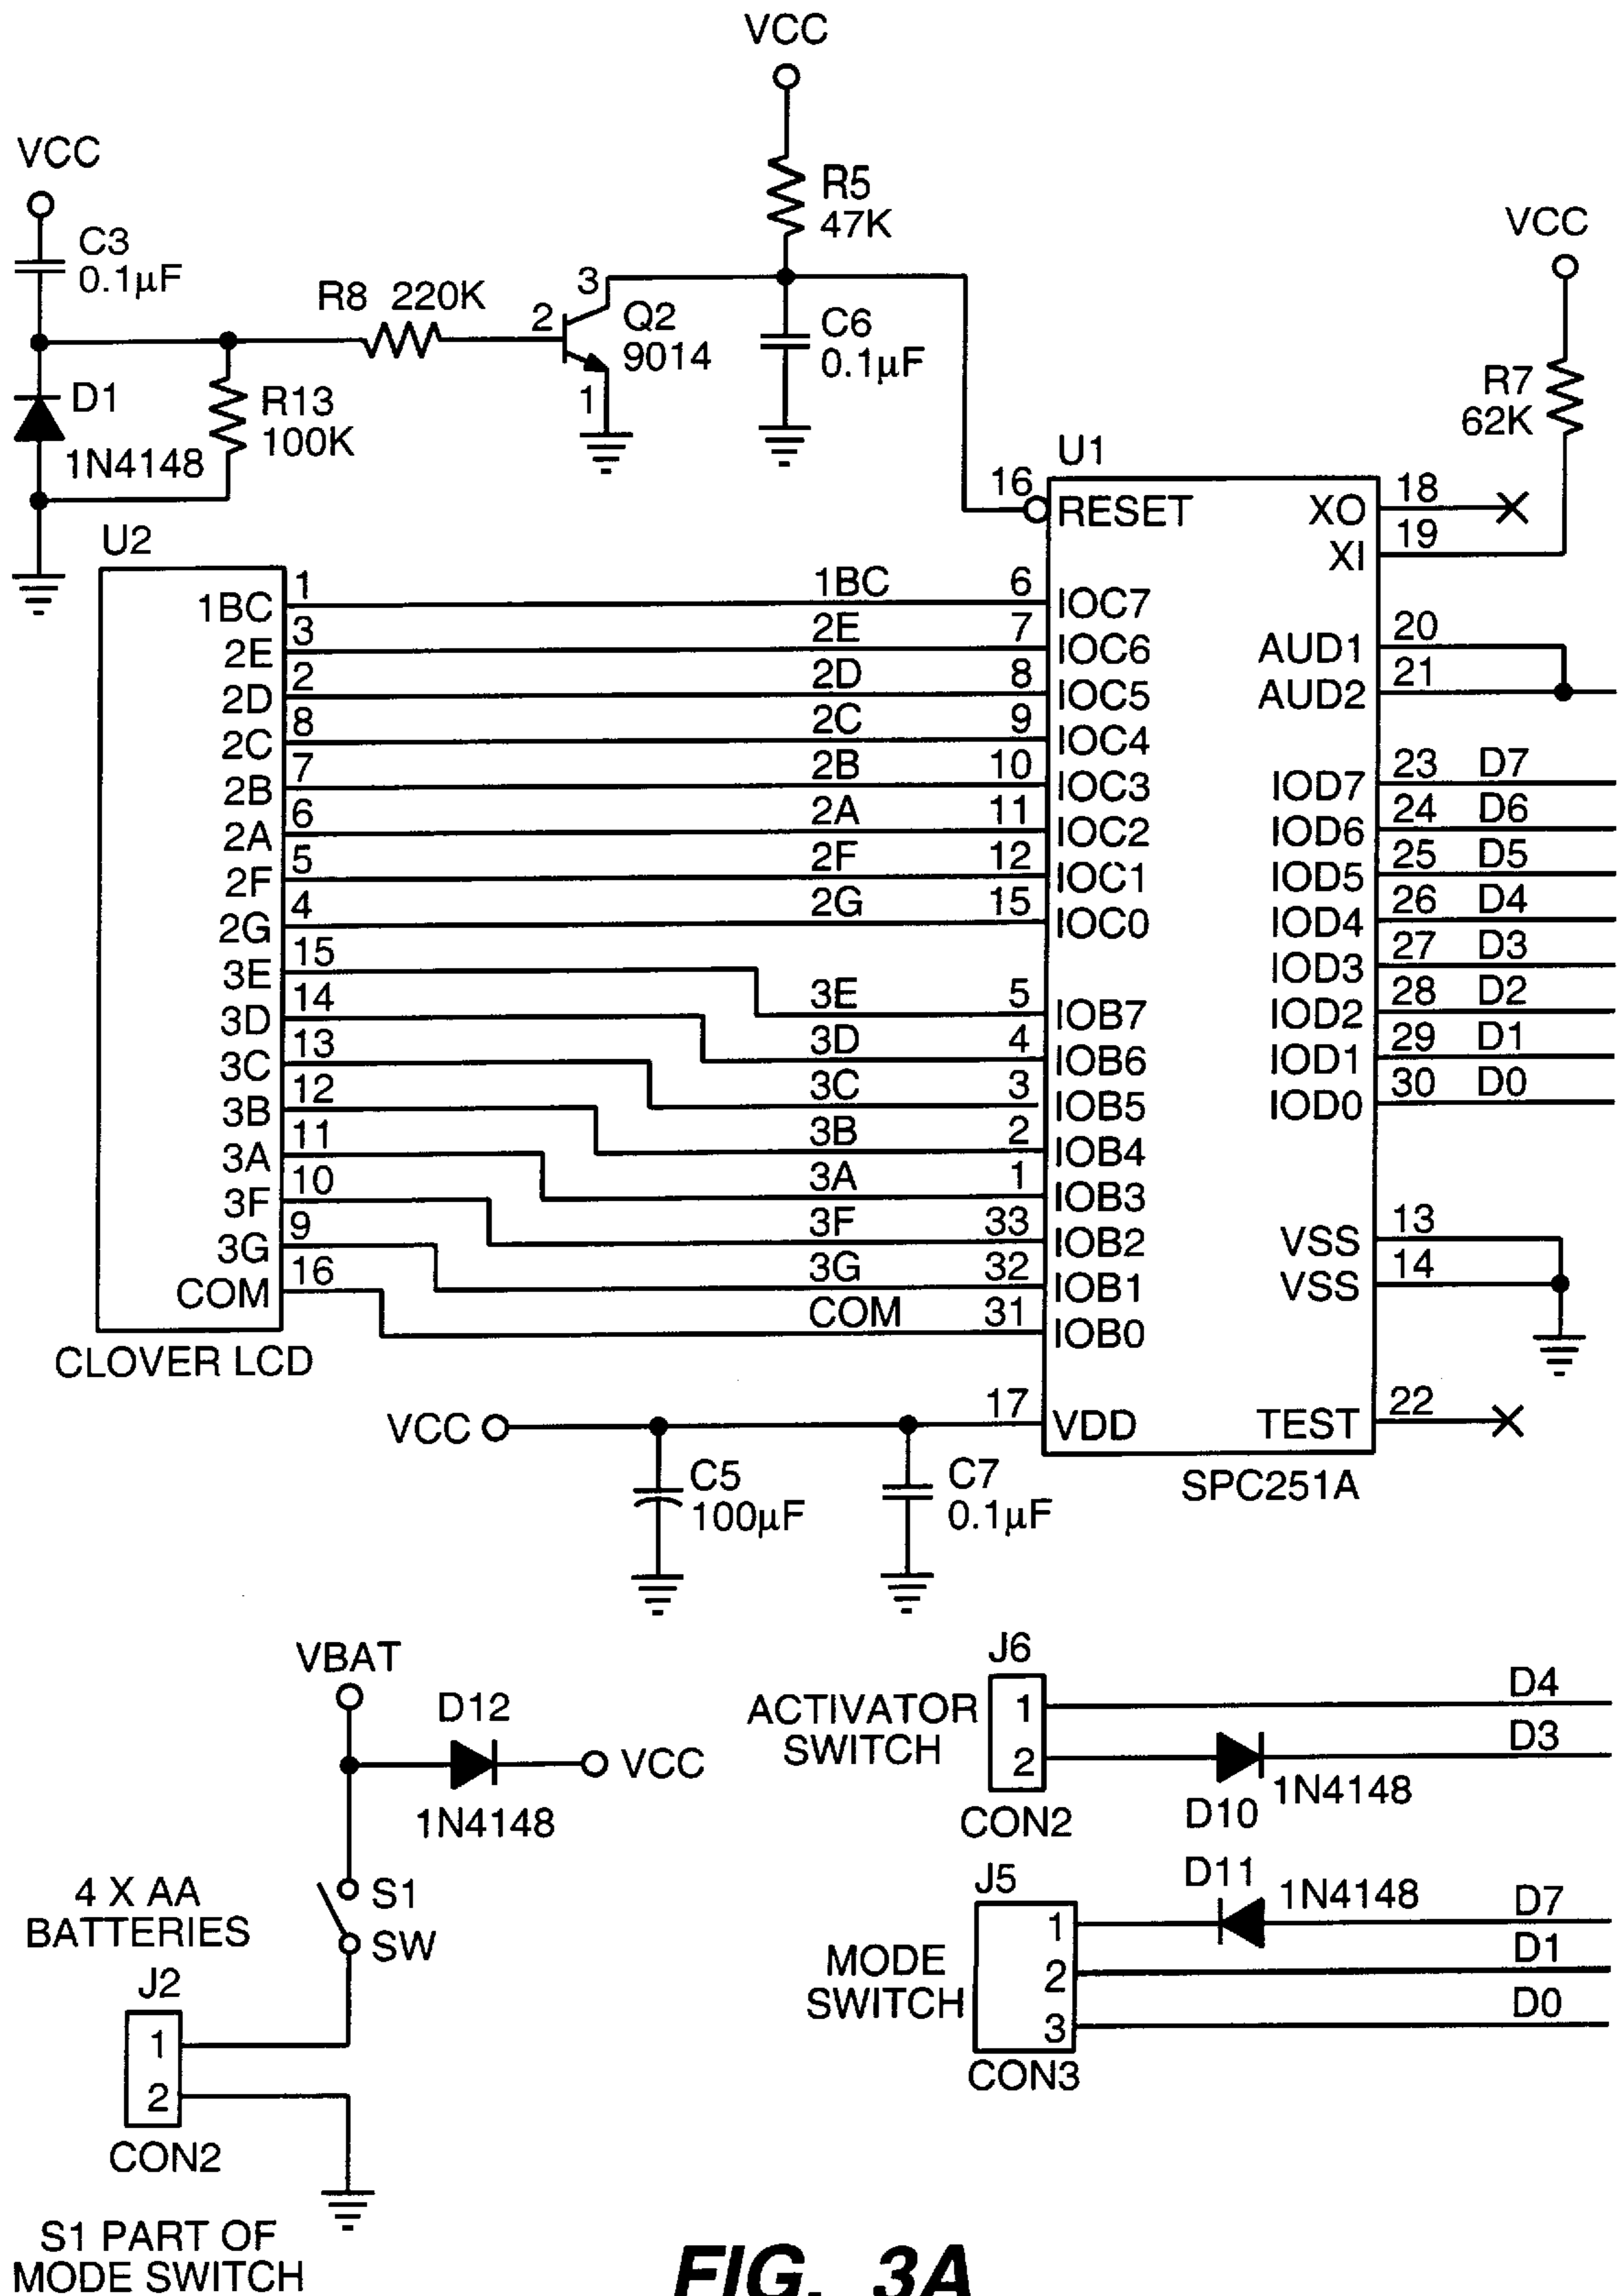 VCC
VCC
R5
47K
VCC
C3
0.1µF
R8 220K
3
2
Q2
9014
1
C6
0.1µF
D1
1N4148
R13
100K
R7
62K
U1
16
RESET
XO
18
XI
19
U2
1BC
1
1BC
6
IOC7
2E
3
2E
7
IOC6
AUD1
20
2D
2
2D
8
IOC5
AUD2
21
2C
8
2C
9
IOC4
2B
7
2B
10
IOC3
IOD7
23
D7
2A
6
2A
11
IOC2
IOD6
24
D6
2F
5
2F
12
IOC1
IOD5
25
D5
2G
4
2G
15
IOC0
IOD4
26
D4
3E
15
3E
5
IOB7
IOD3
27
D3
3D
14
3D
4
IOB6
IOD2
28
D2
3C
13
3C
3
IOB5
IOD1
29
D1
3B
12
3B
2
IOB4
IOD0
30
D0
3A
11
3A
1
IOB3
3F
10
3F
33
IOB2
VSS
13
3G
9
3G
32
IOB1
VSS
14
COM
16
COM
31
IOB0
CLOVER LCD
VCC
17
VDD
TEST
22
C5
100µF
C7
0.1µF
SPC251A
VBAT
D12
VCC
1N4148
4 X AA
BATTERIES
S1
SW
J2
1
2
CON2
S1 PART OF
MODE SWITCH
J6
ACTIVATOR
SWITCH
1
2
D4
D3
CON2
D10
1N4148
J5
D11
1N4148
MODE
SWITCH
1
2
3
D7
D1
D0
CON3
FIG. 3A